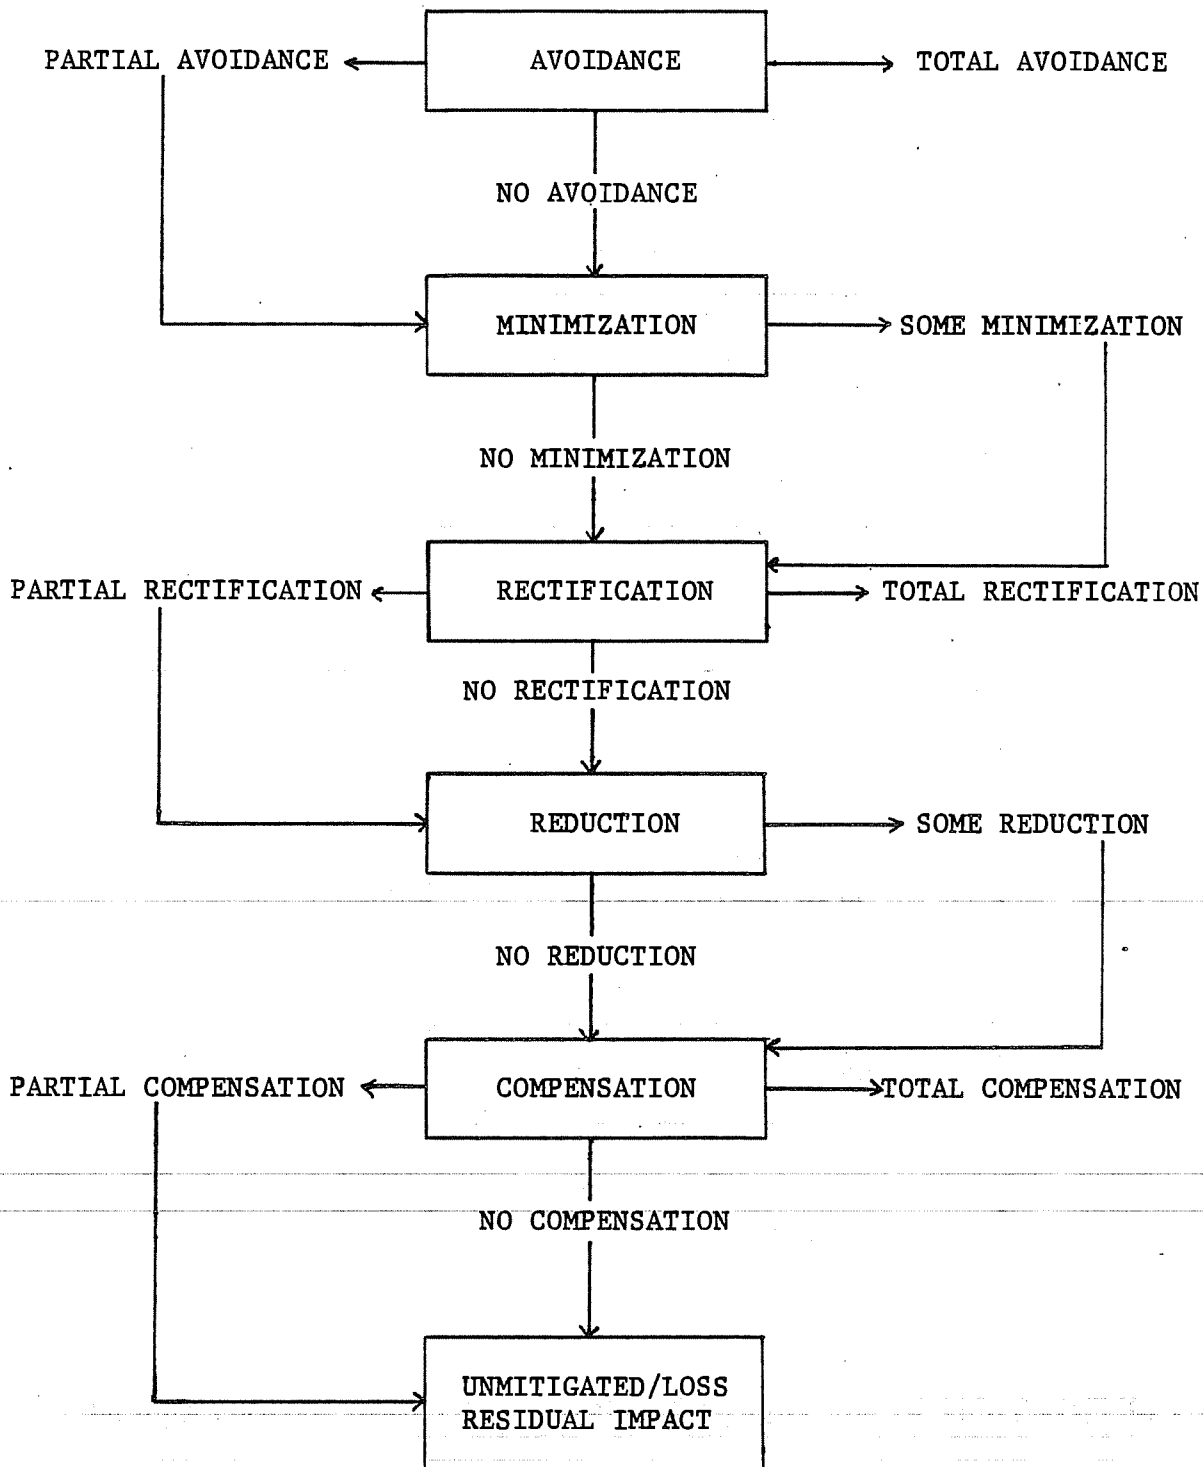 PARTIAL AVOIDANCE
AVOIDANCE
TOTAL AVOIDANCE
NO AVOIDANCE
MINIMIZATION
SOME MINIMIZATION
NO MINIMIZATION
PARTIAL RECTIFICATION
RECTIFICATION
TOTAL RECTIFICATION
NO RECTIFICATION
REDUCTION
SOME REDUCTION
NO REDUCTION
PARTIAL COMPENSATION
COMPENSATION
TOTAL COMPENSATION
NO COMPENSATION
UNMITIGATED/LOSS
RESIDUAL IMPACT